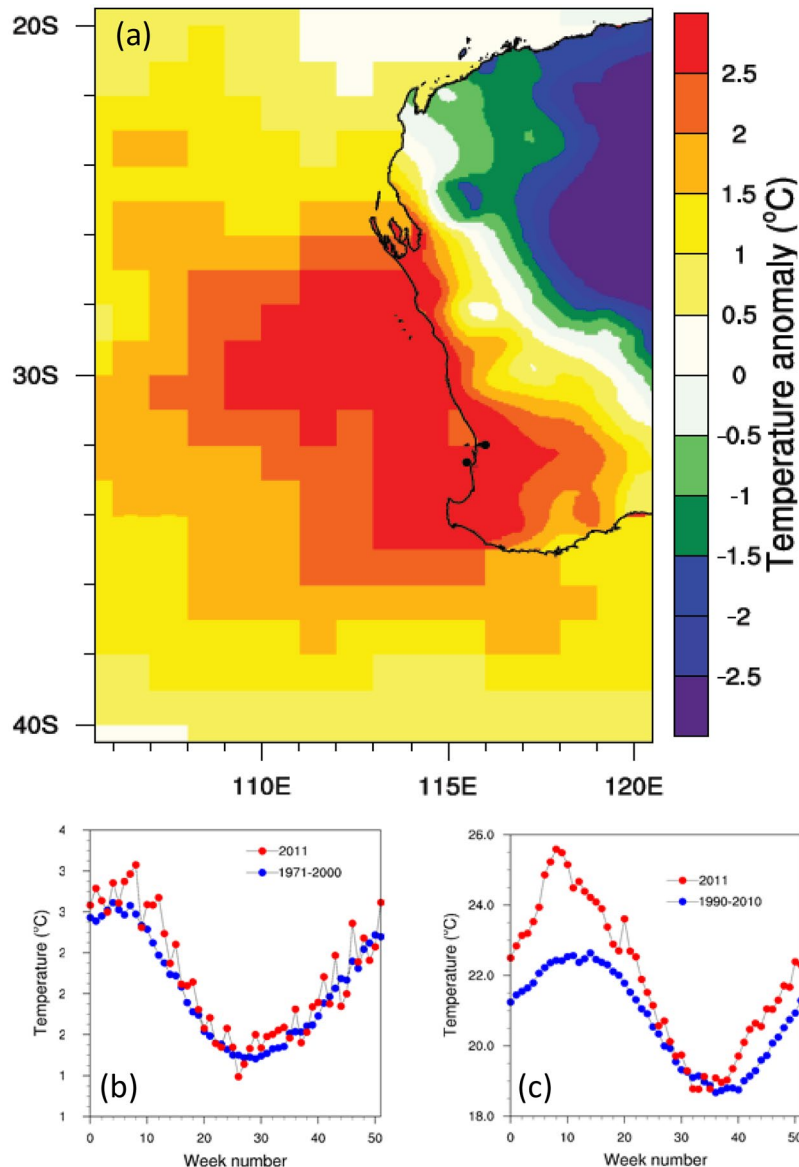 (a)
20S
30S
40S
110E
115E
120E
2.5
2
1.5
1
0.5
0
-0.5
-1
-1.5
-2
-2.5
Temperature anomaly (°C)
4
3
3
2
2
2
1
1
Temperature (°C)
2011
1971-2000
(b)
0
10
20
30
40
50
Week number
26.0
24.0
22.0
20.0
18.0
Temperature (°C)
2011
1990-2010
(c)
0
10
20
30
40
50
Week number